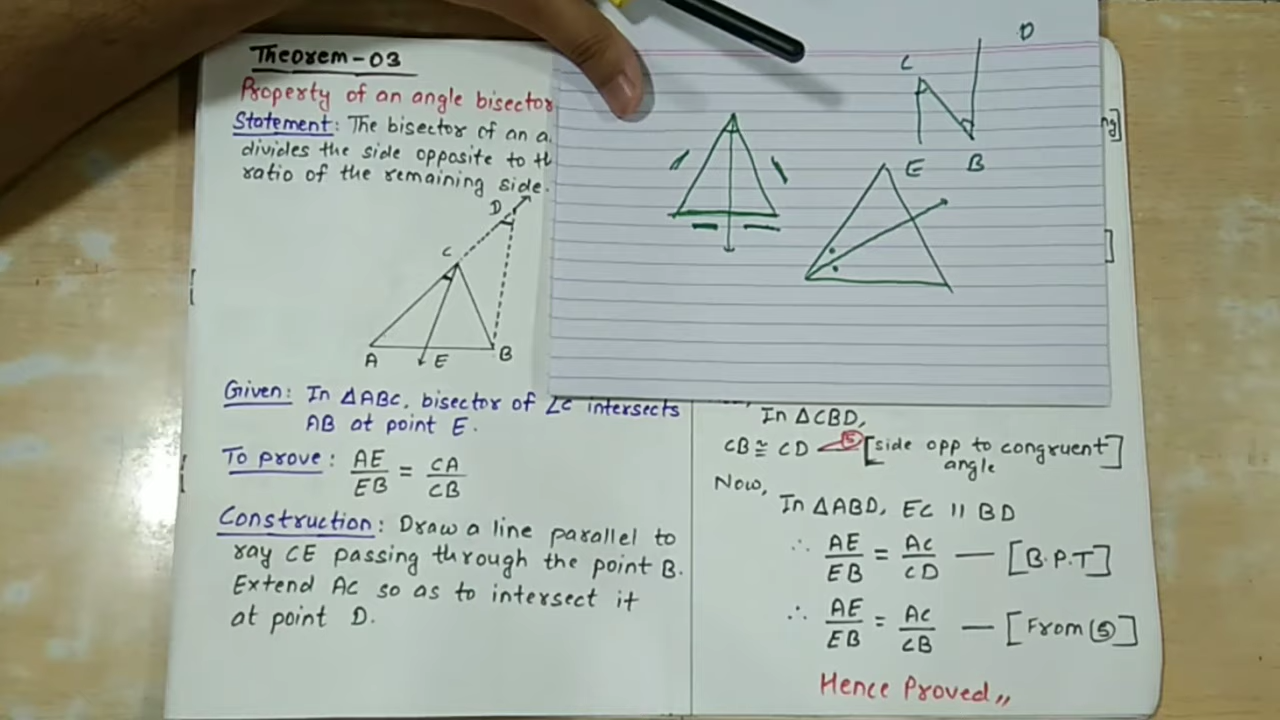 Theorem-03
Property of an angle bisector
Statement: The bisector of an a
divides the side opposite to th
ratio of the remaining side.
D
C
A
E
B
Given: In ΔABC, bisector of ∠C intersects
AB at point E.
To prove: AE/EB = CA/CB
Construction: Draw a line parallel to
ray CE passing through the point B.
Extend AC so as to intersect it
at point D.
D
C
E
B
ng]
]
In ΔCBD,
CB ≅ CD 5 [side opp to congruent
angle]
Now,
In ΔABD, EC || BD
∴ AE/EB = AC/CD — [B.P.T]
∴ AE/EB = AC/CB — [From (5)]
Hence Proved,,